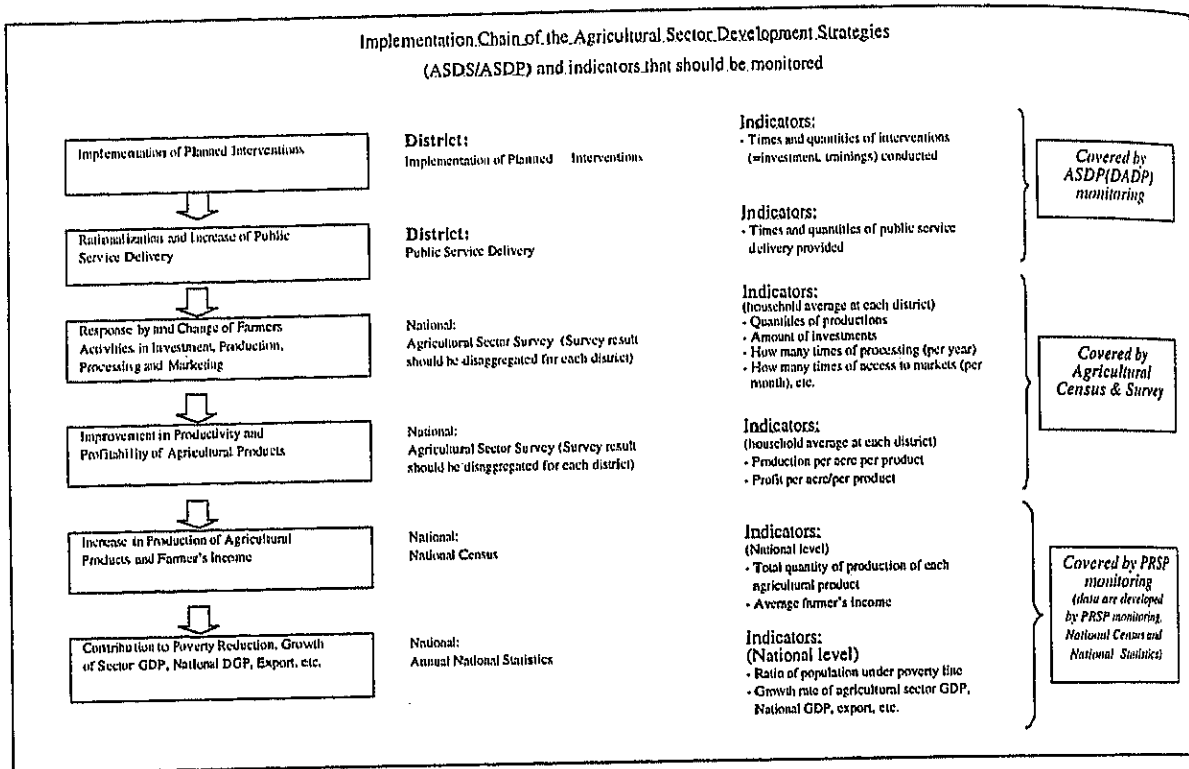 Implementation Chain of the Agricultural Sector Development Strategies
(ASDS/ASDP) and indicators that should be monitored
Implementation of Planned Interventions
District:
Implementation of Planned Interventions
Indicators:
• Times and quantities of interventions
(=investment, trainings) conducted
Covered by
ASDP(DADP)
monitoring
Rationalization and Increase of Public
Service Delivery
District:
Public Service Delivery
Indicators:
• Times and quantities of public service
delivery provided
Response by and Change of Farmers
Activities in Investment, Production,
Processing and Marketing
National:
Agricultural Sector Survey (Survey result
should be disaggregated for each district)
Indicators:
(household average at each district)
• Quantities of productions
• Amount of investments
• How many times of processing (per year)
• How many times of access to markets (per
month), etc.
Covered by
Agricultural
Census & Survey
Improvement in Productivity and
Profitability of Agricultural Products
National:
Agricultural Sector Survey (Survey result
should be disaggregated for each district)
Indicators:
(household average at each district)
• Production per acre per product
• Profit per acre/per product
Increase in Production of Agricultural
Products and Farmer's Income
National:
National Census
Indicators:
(National level)
• Total quantity of production of each
agricultural product
• Average farmer's income
Covered by PRSP
monitoring
(data are developed
by PRSP monitoring,
National Census and
National Statistics)
Contribution to Poverty Reduction, Growth
of Sector GDP, National DGP, Export, etc.
National:
Annual National Statistics
Indicators:
(National level)
• Ratio of population under poverty line
• Growth rate of agricultural sector GDP,
National GDP, export, etc.